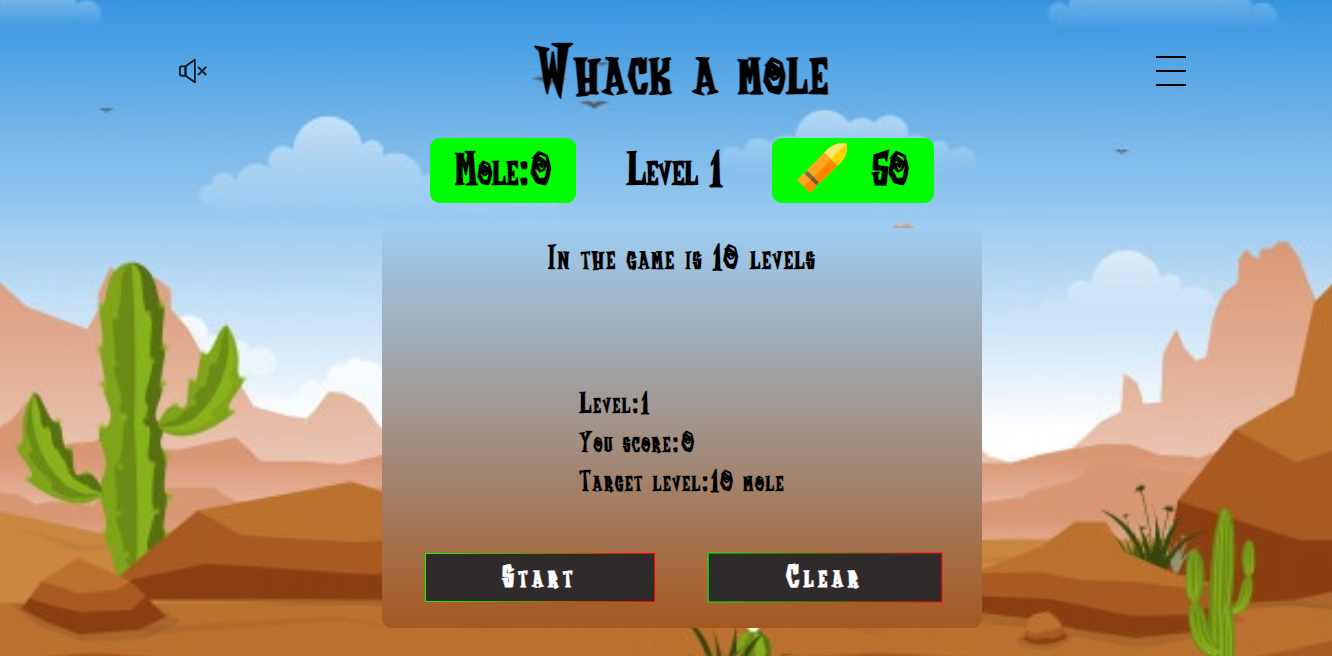 Whack a mole
Mole:0
Level 1
50
In the game is 10 levels
Level:1
You score:0
Target level:10 mole
Start
Clear